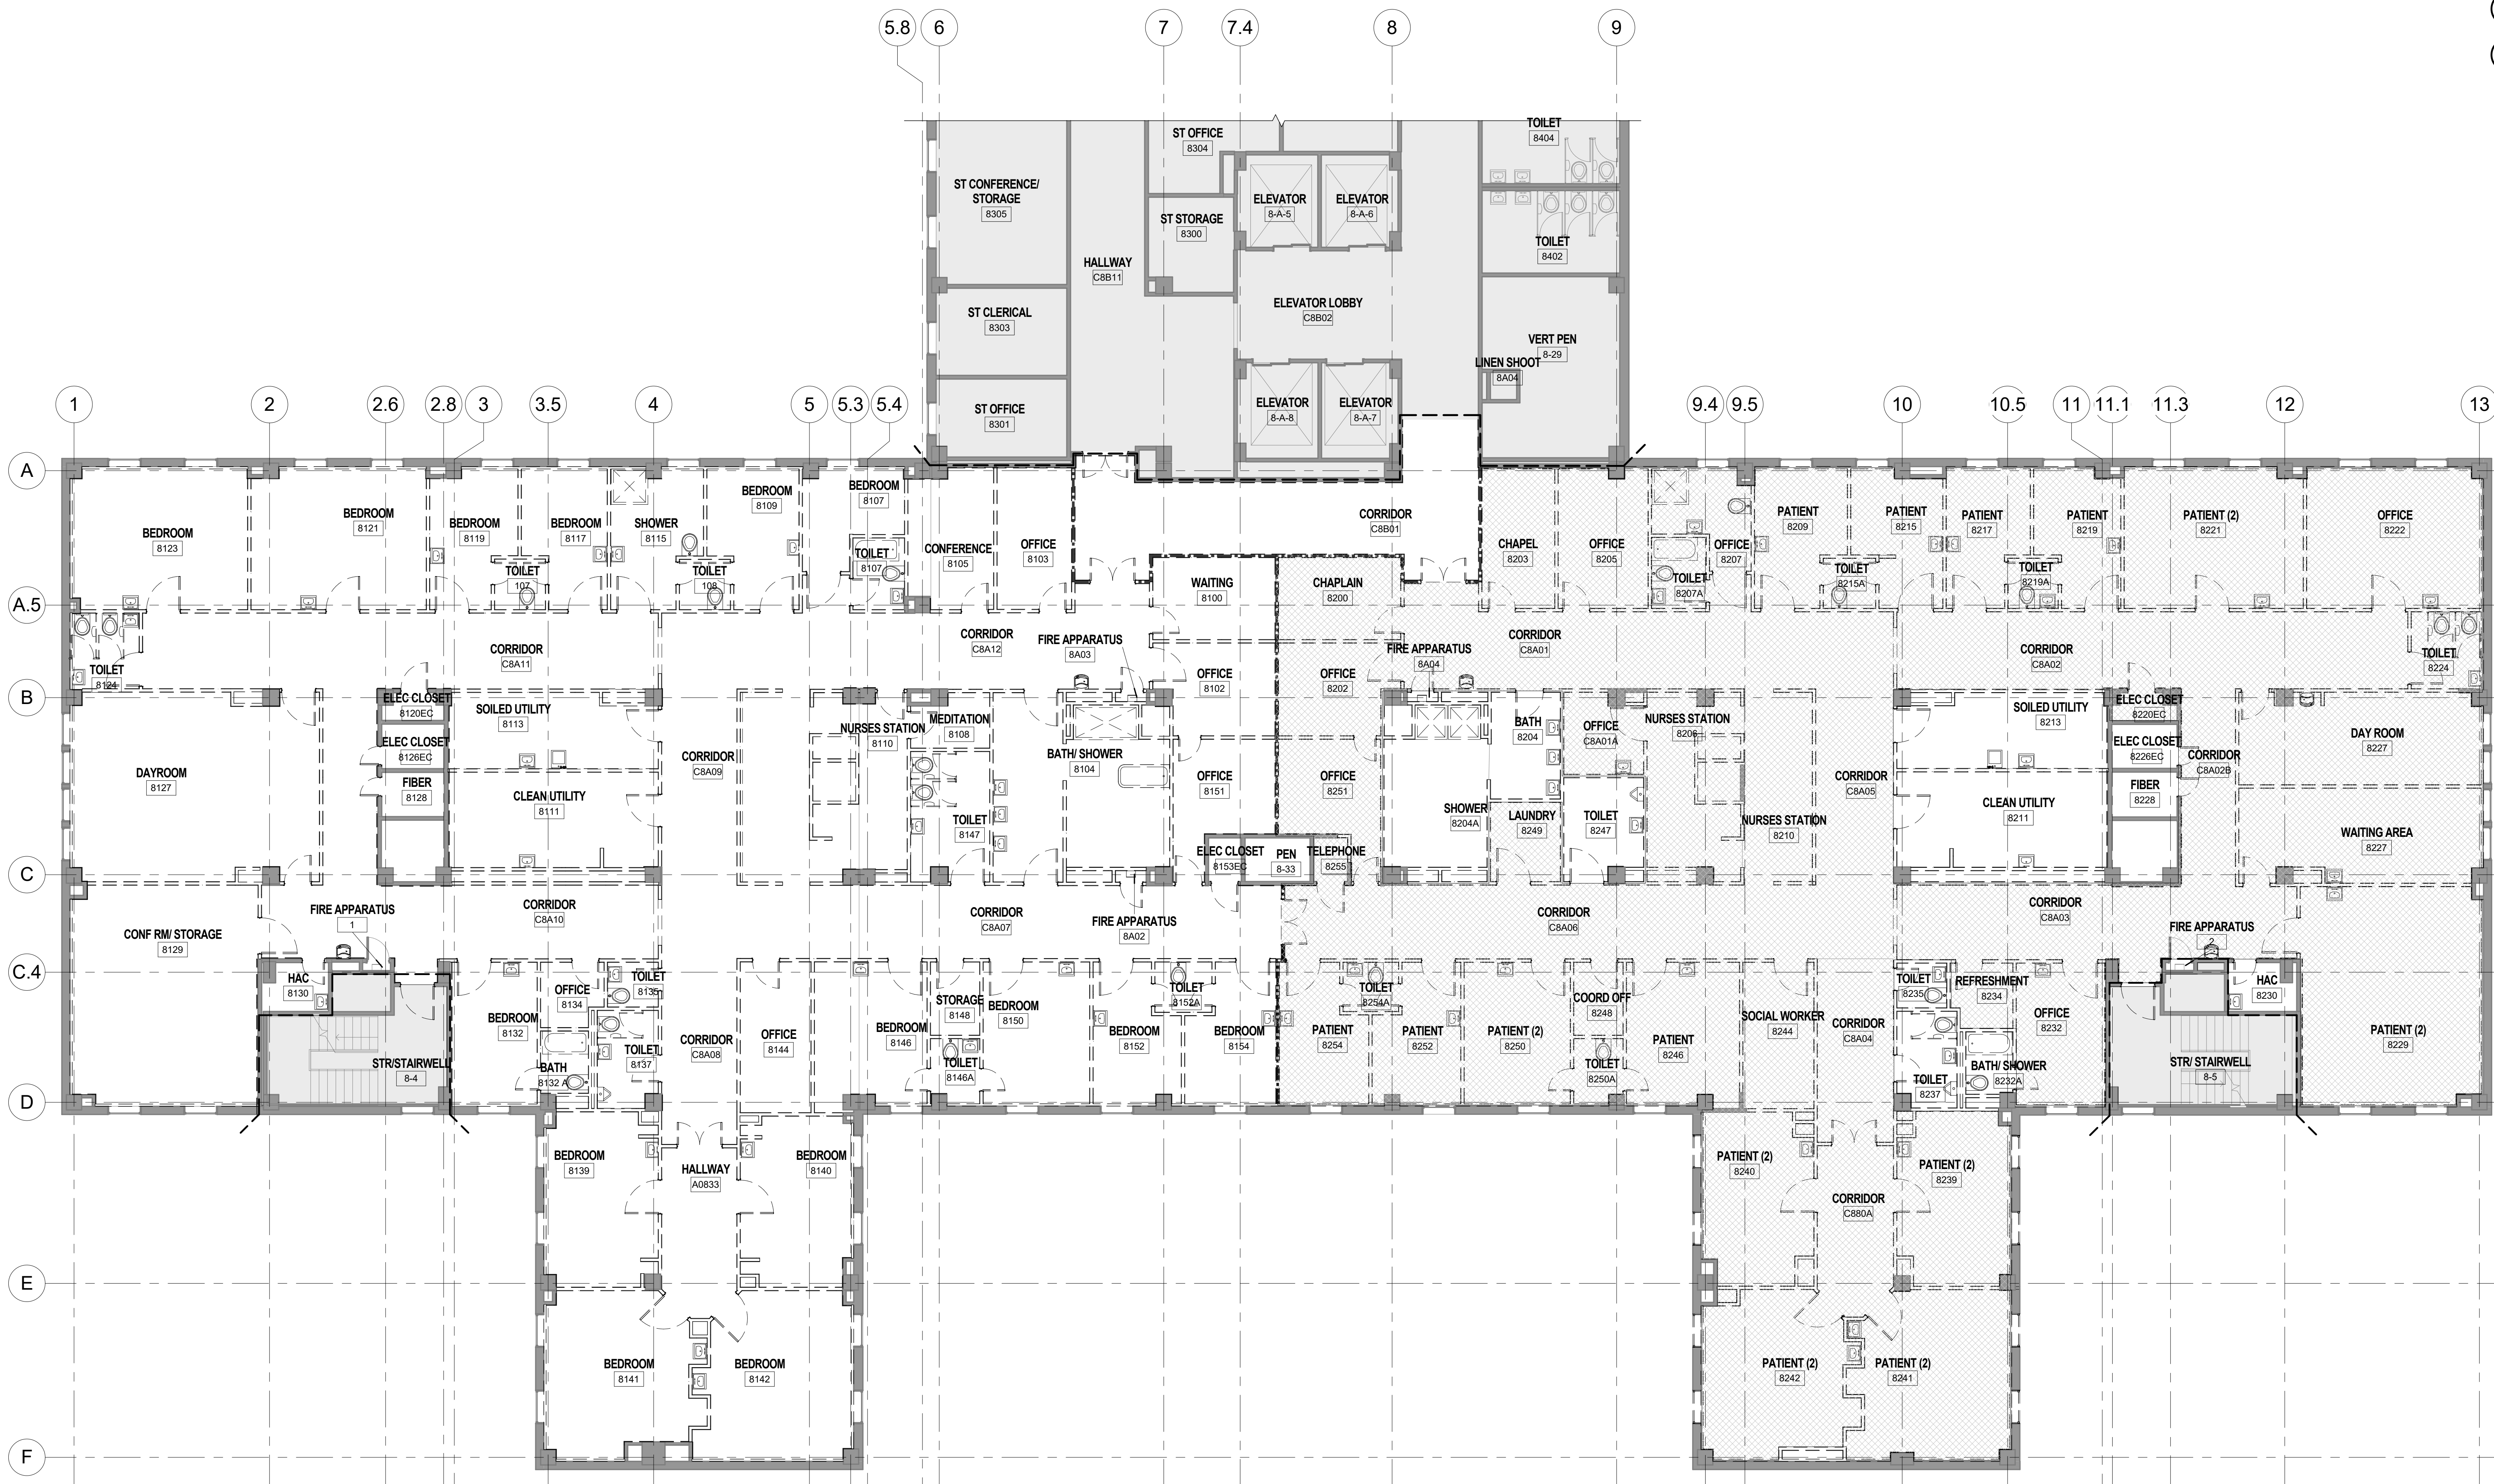 5.8
6
7
7.4
8
9
ST OFFICE
8304
TOILET
8404
ST CONFERENCE/
STORAGE
8305
ELEVATOR
8-A-5
ELEVATOR
8-A-6
ST STORAGE
8300
TOILET
8402
HALLWAY
C8B11
ELEVATOR LOBBY
C8B02
ST CLERICAL
8303
VERT PEN
8-29
LINEN SHOOT
8A04
ST OFFICE
8301
ELEVATOR
8-A-8
ELEVATOR
8-A-7
1
2
2.6
2.8
3
3.5
4
5
5.3
5.4
9.4
9.5
10
10.5
11
11.1
11.3
12
13
A
BEDROOM
8123
BEDROOM
8121
BEDROOM
8119
BEDROOM
8117
SHOWER
8115
BEDROOM
8109
BEDROOM
8107
TOILET
8107
CONFERENCE
8105
OFFICE
8103
CORRIDOR
C8B01
CHAPEL
8203
OFFICE
8205
OFFICE
8207
PATIENT
8209
PATIENT
8215
PATIENT
8217
PATIENT
8219
PATIENT (2)
8221
OFFICE
8222
TOILET
107
TOILET
108
WAITING
8100
CHAPLAIN
8200
TOILET
8207A
TOILET
8215A
TOILET
8219A
A.5
TOILET
8124
CORRIDOR
C8A11
CORRIDOR
C8A12
FIRE APPARATUS
8A03
OFFICE
8102
OFFICE
8202
FIRE APPARATUS
8A04
CORRIDOR
C8A01
CORRIDOR
C8A02
TOILET
8224
B
ELEC CLOSET
8120EC
SOILED UTILITY
8113
ELEC CLOSET
8126EC
DAYROOM
8127
FIBER
8128
CLEAN UTILITY
8111
CORRIDOR
C8A09
NURSES STATION
8110
MEDITATION
8108
BATH/ SHOWER
8104
TOILET
8147
OFFICE
8151
OFFICE
8251
BATH
8204
OFFICE
C8A01A
NURSES STATION
8206
SHOWER
8204A
LAUNDRY
8249
TOILET
8247
NURSES STATION
8210
CORRIDOR
C8A05
SOILED UTILITY
8213
CLEAN UTILITY
8211
ELEC CLOSET
8220EC
ELEC CLOSET
8226EC
FIBER
8228
CORRIDOR
C8A02B
DAY ROOM
8227
WAITING AREA
8227
ELEC CLOSET
8153EC
PEN
8-33
TELEPHONE
8255
C
CONF RM/ STORAGE
8129
FIRE APPARATUS
1
CORRIDOR
C8A10
CORRIDOR
C8A07
FIRE APPARATUS
8A02
CORRIDOR
C8A06
CORRIDOR
C8A03
FIRE APPARATUS
2
C.4
HAC
8130
STR/STAIRWELL
8-4
BEDROOM
8132
OFFICE
8134
TOILET
8135
BATH
8132 A
TOILET
8137
CORRIDOR
C8A08
OFFICE
8144
BEDROOM
8146
STORAGE
8148
TOILET
8146A
BEDROOM
8150
BEDROOM
8152
TOILET
8152A
BEDROOM
8154
PATIENT
8254
TOILET
8254A
PATIENT
8252
PATIENT (2)
8250
COORD OFF
8248
TOILET
8250A
PATIENT
8246
SOCIAL WORKER
8244
CORRIDOR
C8A04
TOILET
8235
REFRESHMENT
8234
OFFICE
8232
TOILET
8237
BATH/ SHOWER
8232A
HAC
8230
STR/ STAIRWELL
8-5
PATIENT (2)
8229
D
BEDROOM
8139
HALLWAY
A0833
BEDROOM
8140
PATIENT (2)
8240
CORRIDOR
C880A
PATIENT (2)
8239
E
BEDROOM
8141
BEDROOM
8142
PATIENT (2)
8242
PATIENT (2)
8241
F